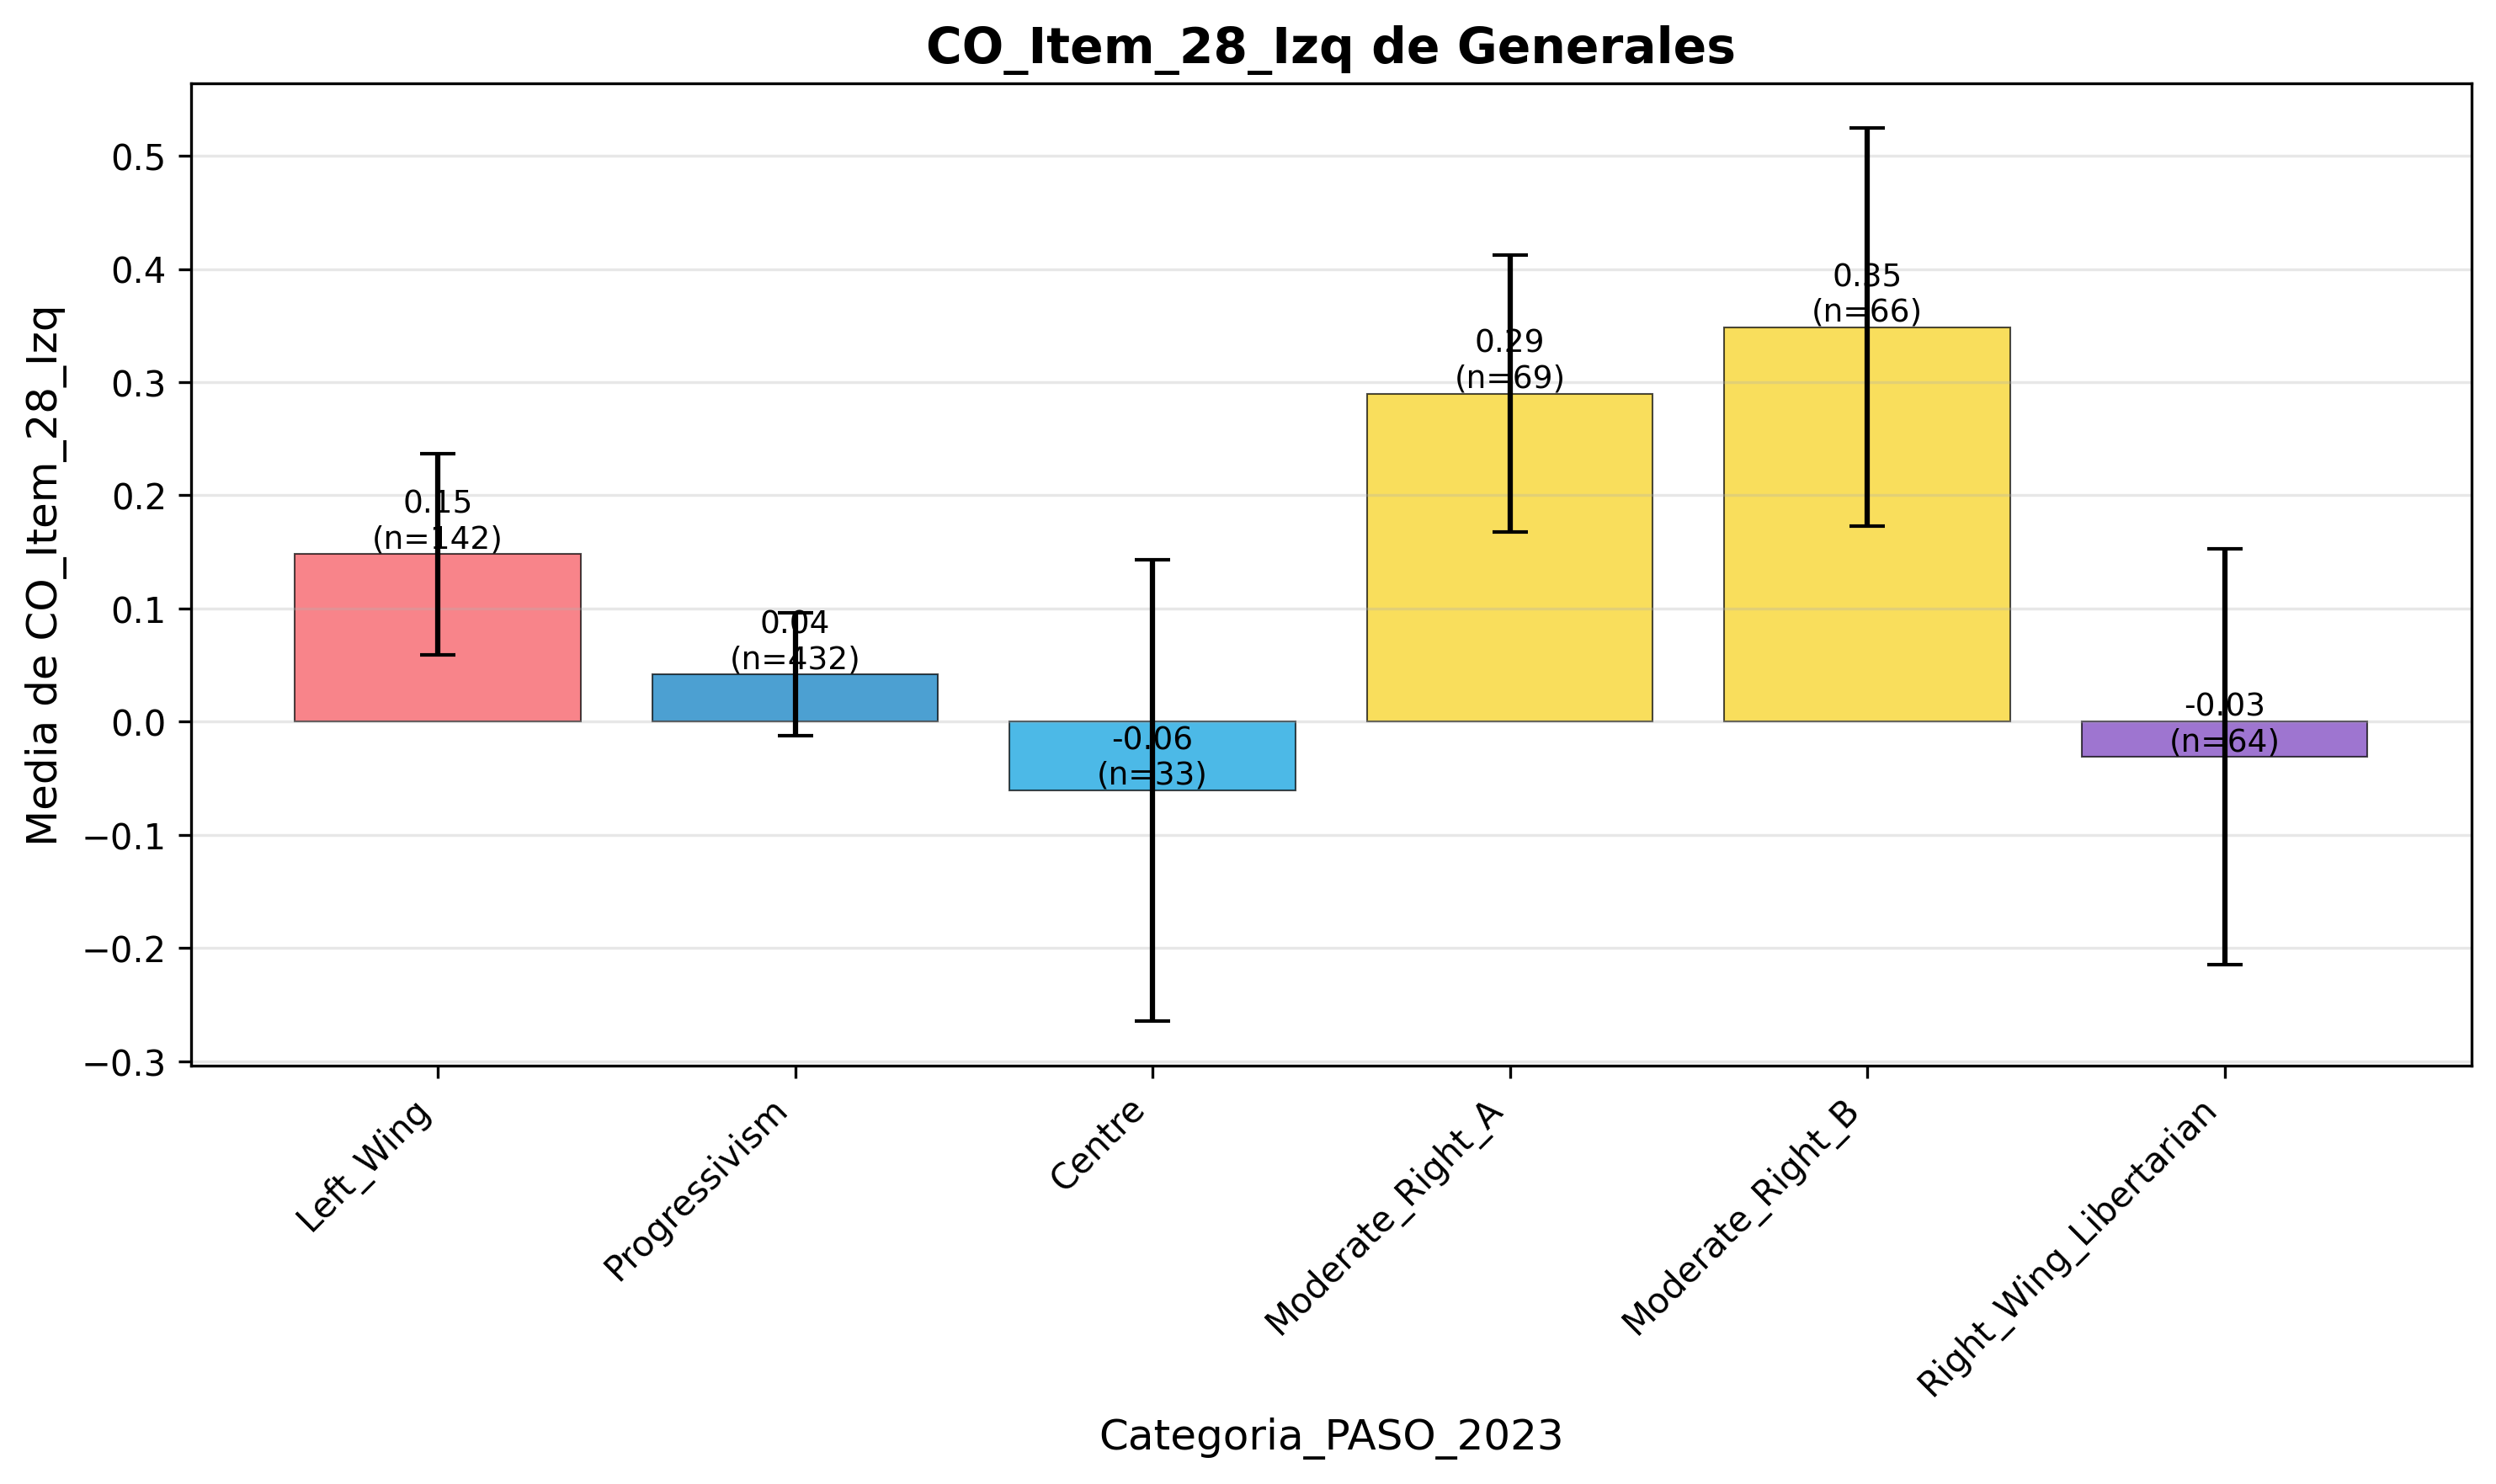 CO_Item_28_Izq de Generales
Media de CO_Item_28_Izq
0.5
0.4
0.3
0.2
0.1
0.0
−0.1
−0.2
−0.3
0.15
(n=142)
0.04
(n=432)
-0.06
(n=33)
0.29
(n=69)
0.35
(n=66)
-0.03
(n=64)
Left_Wing
Progressivism
Centre
Moderate_Right_A
Moderate_Right_B
Right_Wing_Libertarian
Categoria_PASO_2023